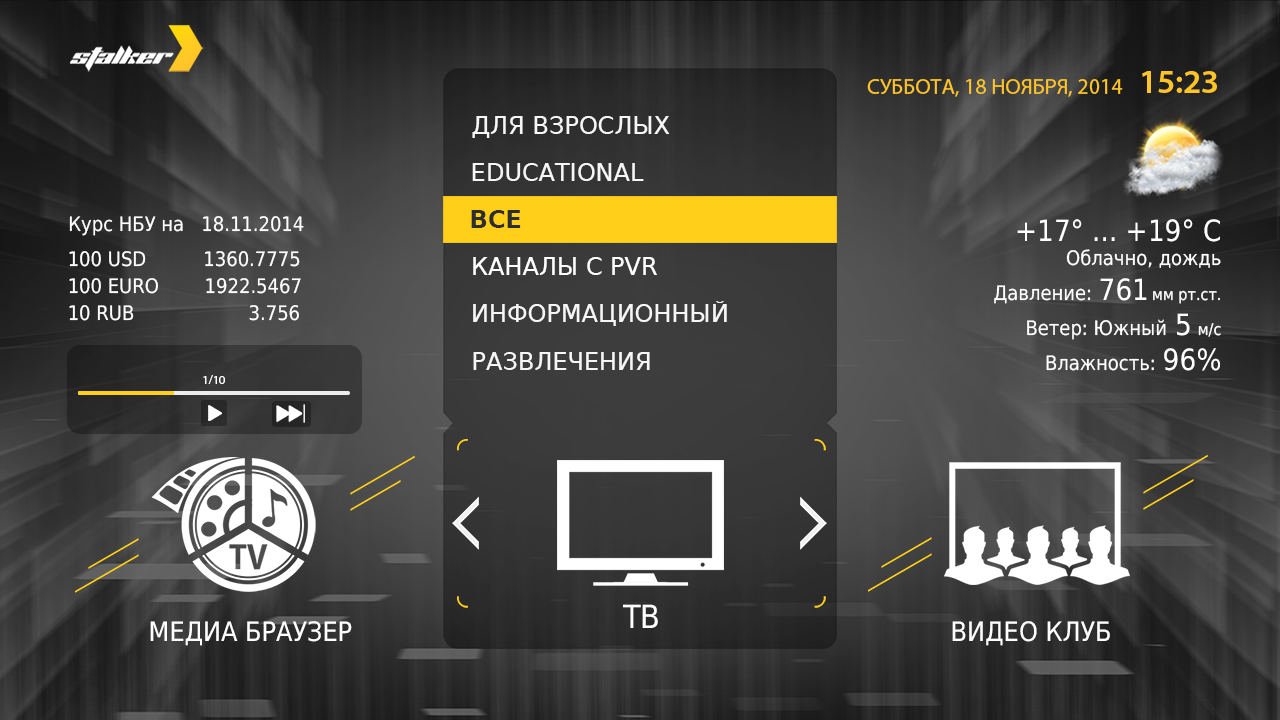 stalker
СУББОТА, 18 НОЯБРЯ, 2014 15:23
ДЛЯ ВЗРОСЛЫХ
EDUCATIONAL
ВСЕ
КАНАЛЫ С PVR
ИНФОРМАЦИОННЫЙ
РАЗВЛЕЧЕНИЯ
Курс НБУ на 18.11.2014
100 USD 1360.7775
100 EURO 1922.5467
10 RUB 3.756
1/10
+17° ... +19° C
Облачно, дождь
Давление: 761 мм рт.ст.
Ветер: Южный 5 м/с
Влажность: 96%
TV
МЕДИА БРАУЗЕР
ТВ
ВИДЕО КЛУБ